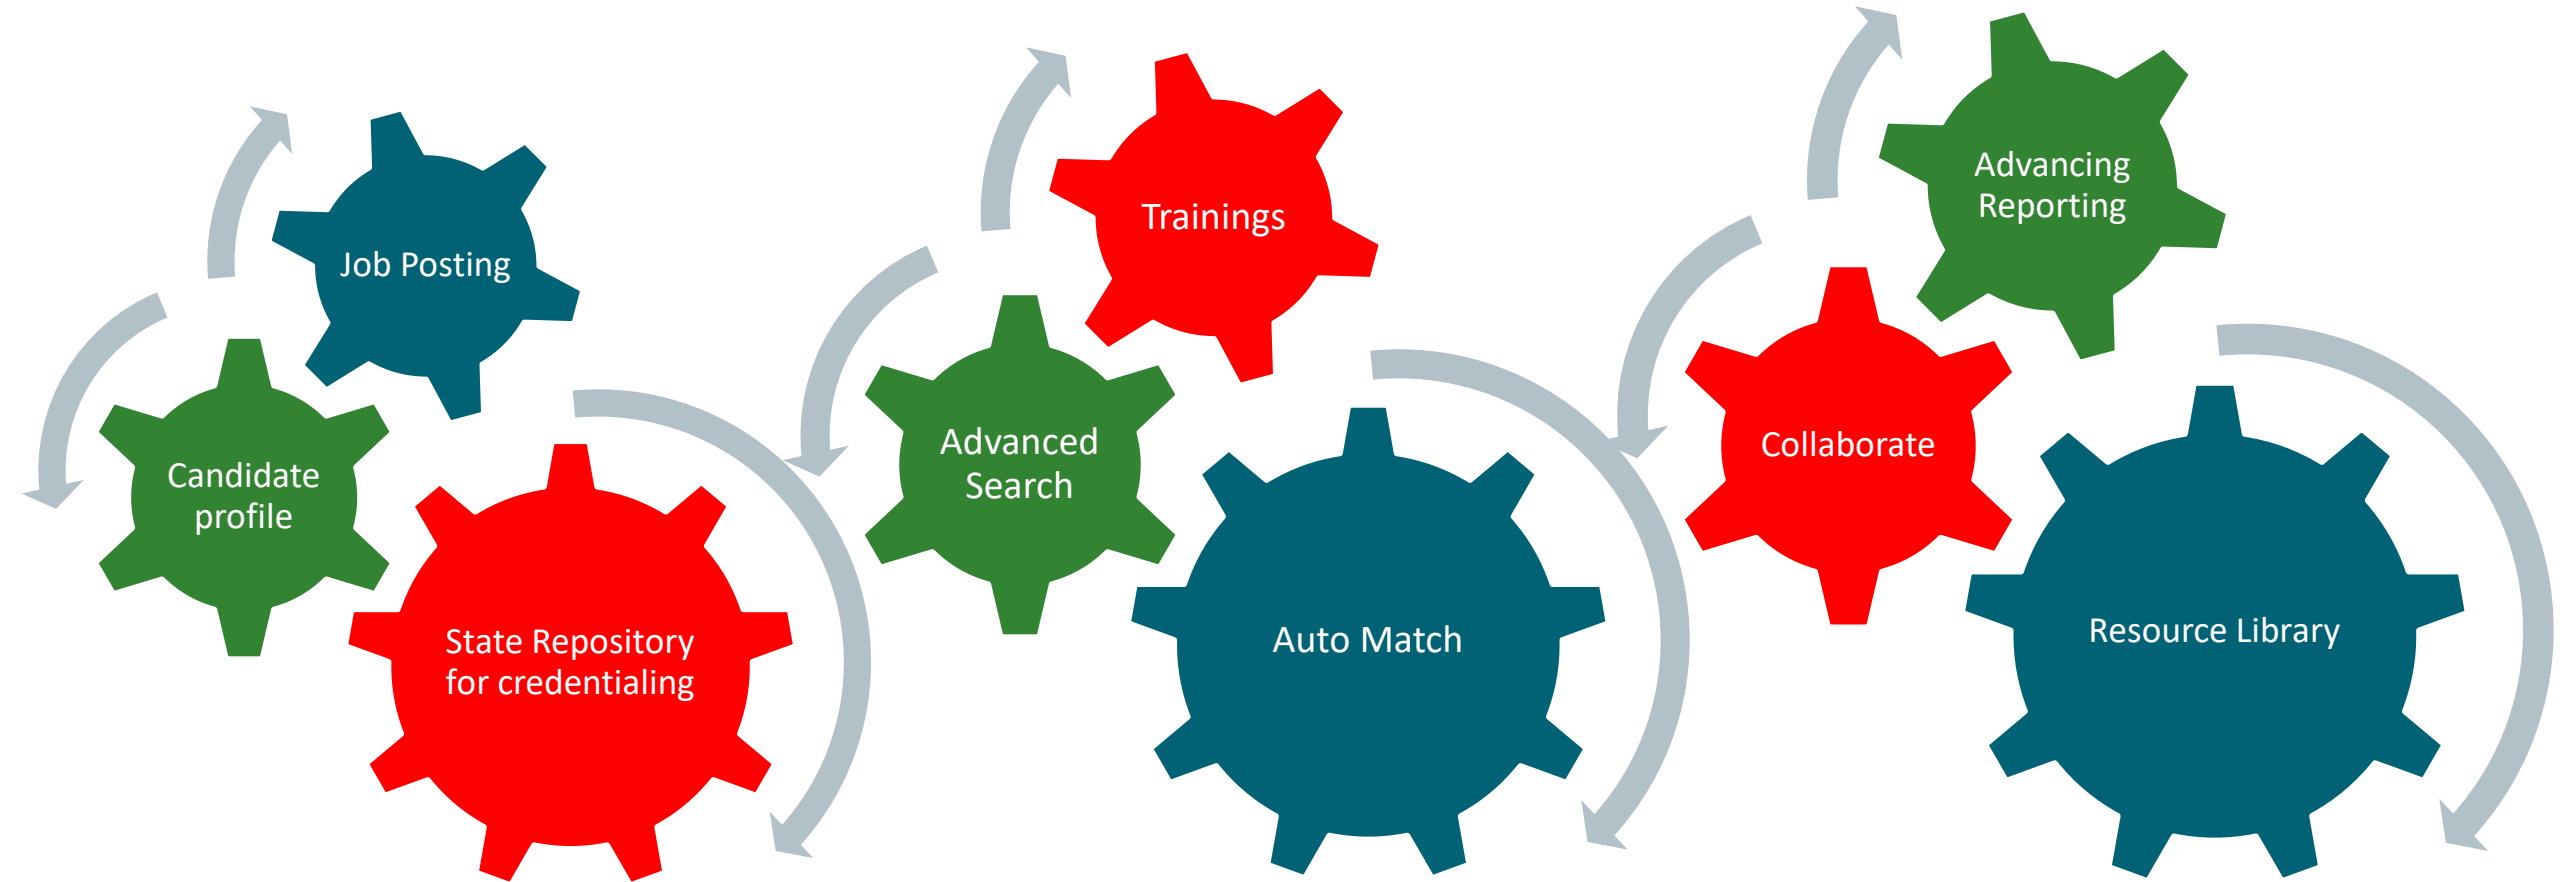 Job Posting
Candidate
profile
State Repository
for credentialing
Trainings
Advanced
Search
Auto Match
Advancing
Reporting
Collaborate
Resource Library